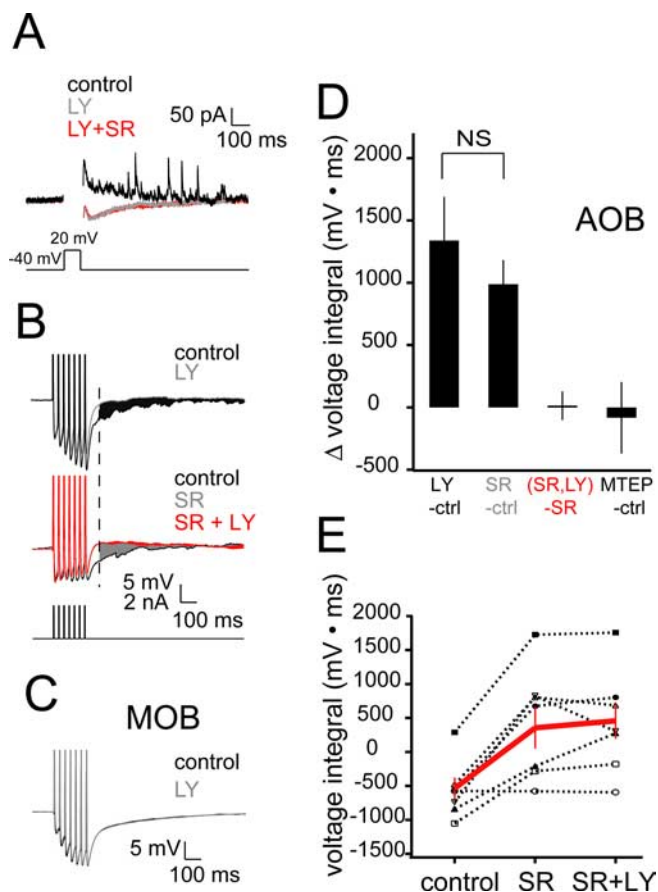 A
control
LY
LY+SR
50 pA
100 ms
20 mV
-40 mV
B
control
LY
control
SR
SR + LY
5 mV
2 nA
100 ms
C
MOB
control
LY
5 mV
100 ms
D
NS
AOB
Δ voltage integral (mV • ms)
2000
1500
1000
500
0
-500
LY SR (SR,LY) MTEP
-ctrl -ctrl -SR -ctrl
E
voltage integral (mV • ms)
2000
1500
1000
500
0
-500
-1000
-1500
control SR SR+LY